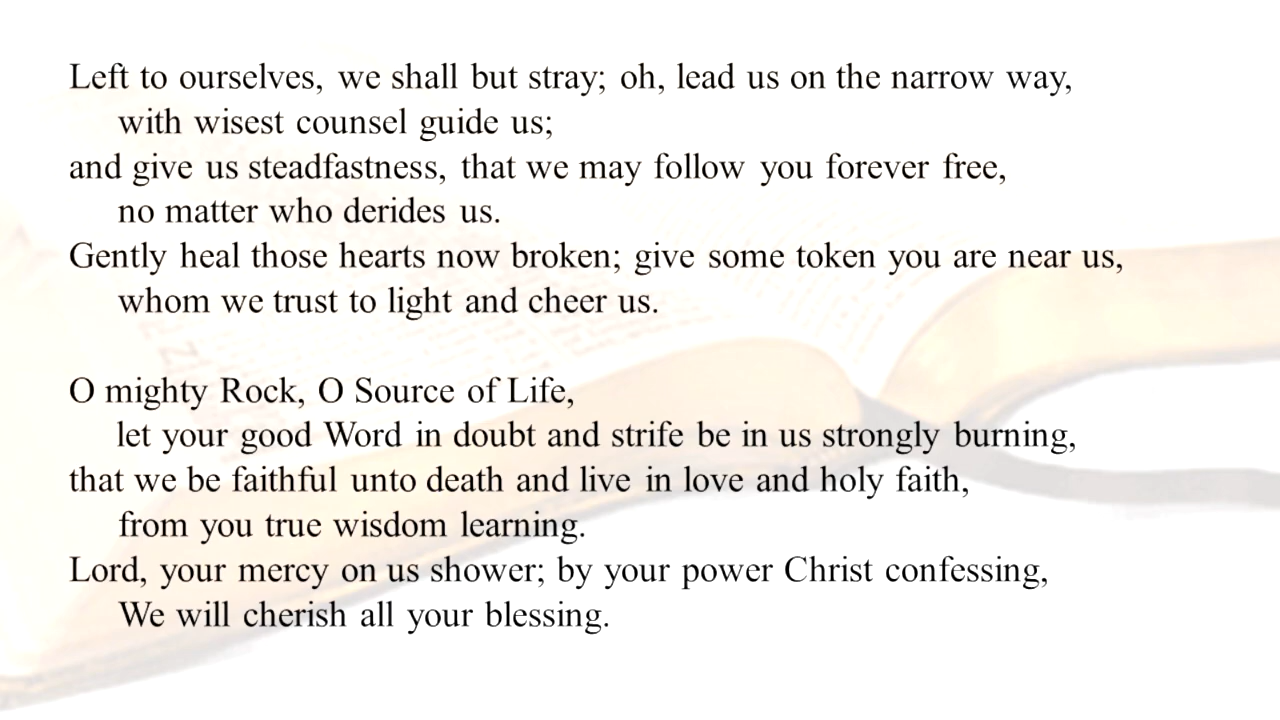 Left to ourselves, we shall but stray; oh, lead us on the narrow way,
with wisest counsel guide us;
and give us steadfastness, that we may follow you forever free,
no matter who derides us.
Gently heal those hearts now broken; give some token you are near us,
whom we trust to light and cheer us.
O mighty Rock, O Source of Life,
let your good Word in doubt and strife be in us strongly burning,
that we be faithful unto death and live in love and holy faith,
from you true wisdom learning.
Lord, your mercy on us shower; by your power Christ confessing,
We will cherish all your blessing.